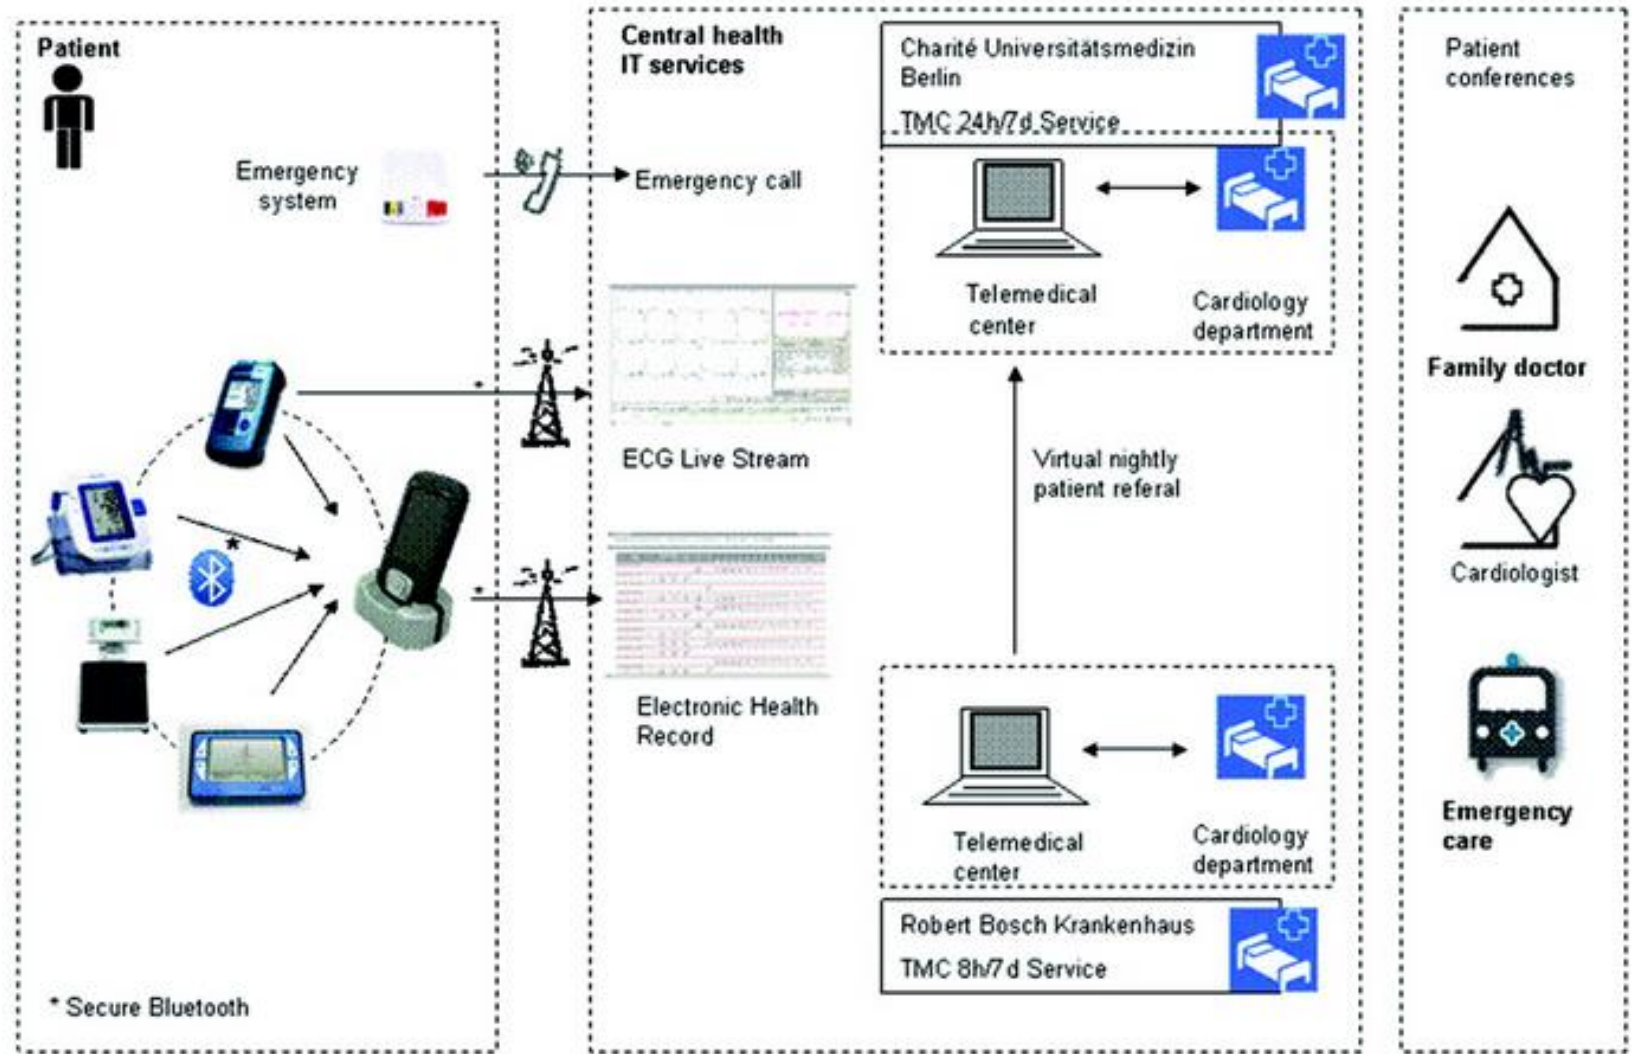 Patient
Emergency
system
* Secure Bluetooth
*
*
*
Central health
IT services
Emergency call
ECG Live Stream
Electronic Health
Record
Charité Universitätsmedizin
Berlin
TMC 24h/7d Service
Telemedical
center
Cardiology
department
Virtual nightly
patient referal
Telemedical
center
Cardiology
department
Robert Bosch Krankenhaus
TMC 8h/7d Service
Patient
conferences
Family doctor
Cardiologist
Emergency
care